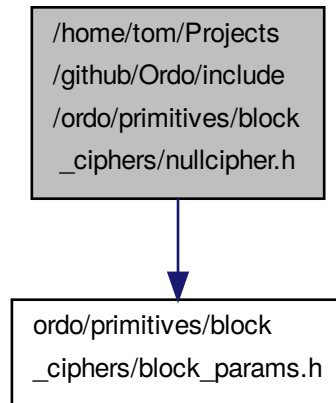 /home/tom/Projects
/github/Ordo/include
/ordo/primitives/block
_ciphers/nullcipher.h
ordo/primitives/block
_ciphers/block_params.h